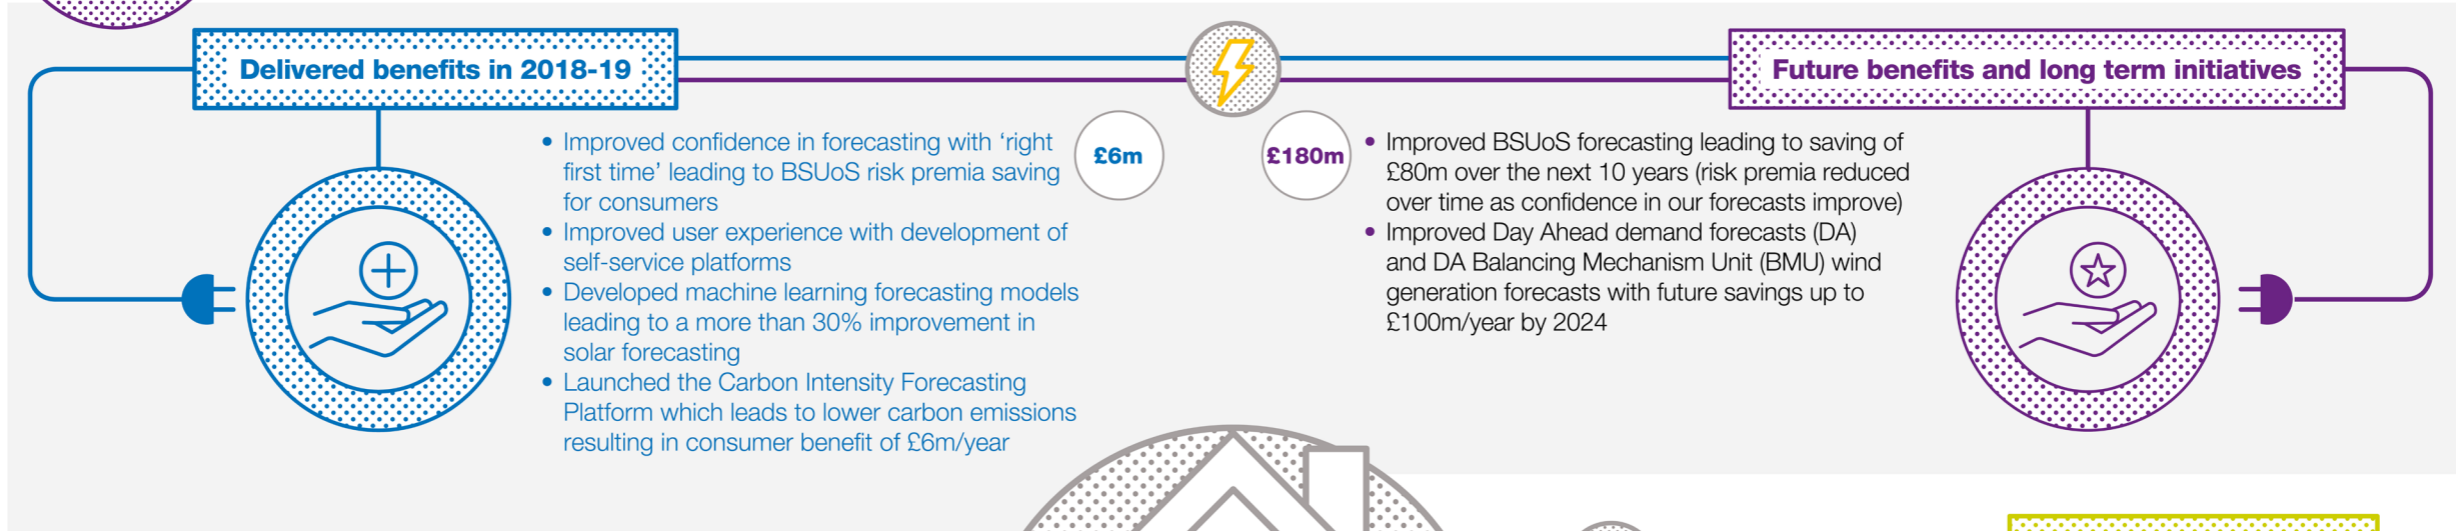 Delivered benefits in 2018-19
• Improved confidence in forecasting with ‘right
first time’ leading to BSUoS risk premia saving
for consumers
• Improved user experience with development of
self-service platforms
• Developed machine learning forecasting models
leading to a more than 30% improvement in
solar forecasting
• Launched the Carbon Intensity Forecasting
Platform which leads to lower carbon emissions
resulting in consumer benefit of £6m/year
£6m
£180m
Future benefits and long term initiatives
• Improved BSUoS forecasting leading to saving of
£80m over the next 10 years (risk premia reduced
over time as confidence in our forecasts improve)
• Improved Day Ahead demand forecasts (DA)
and DA Balancing Mechanism Unit (BMU) wind
generation forecasts with future savings up to
£100m/year by 2024